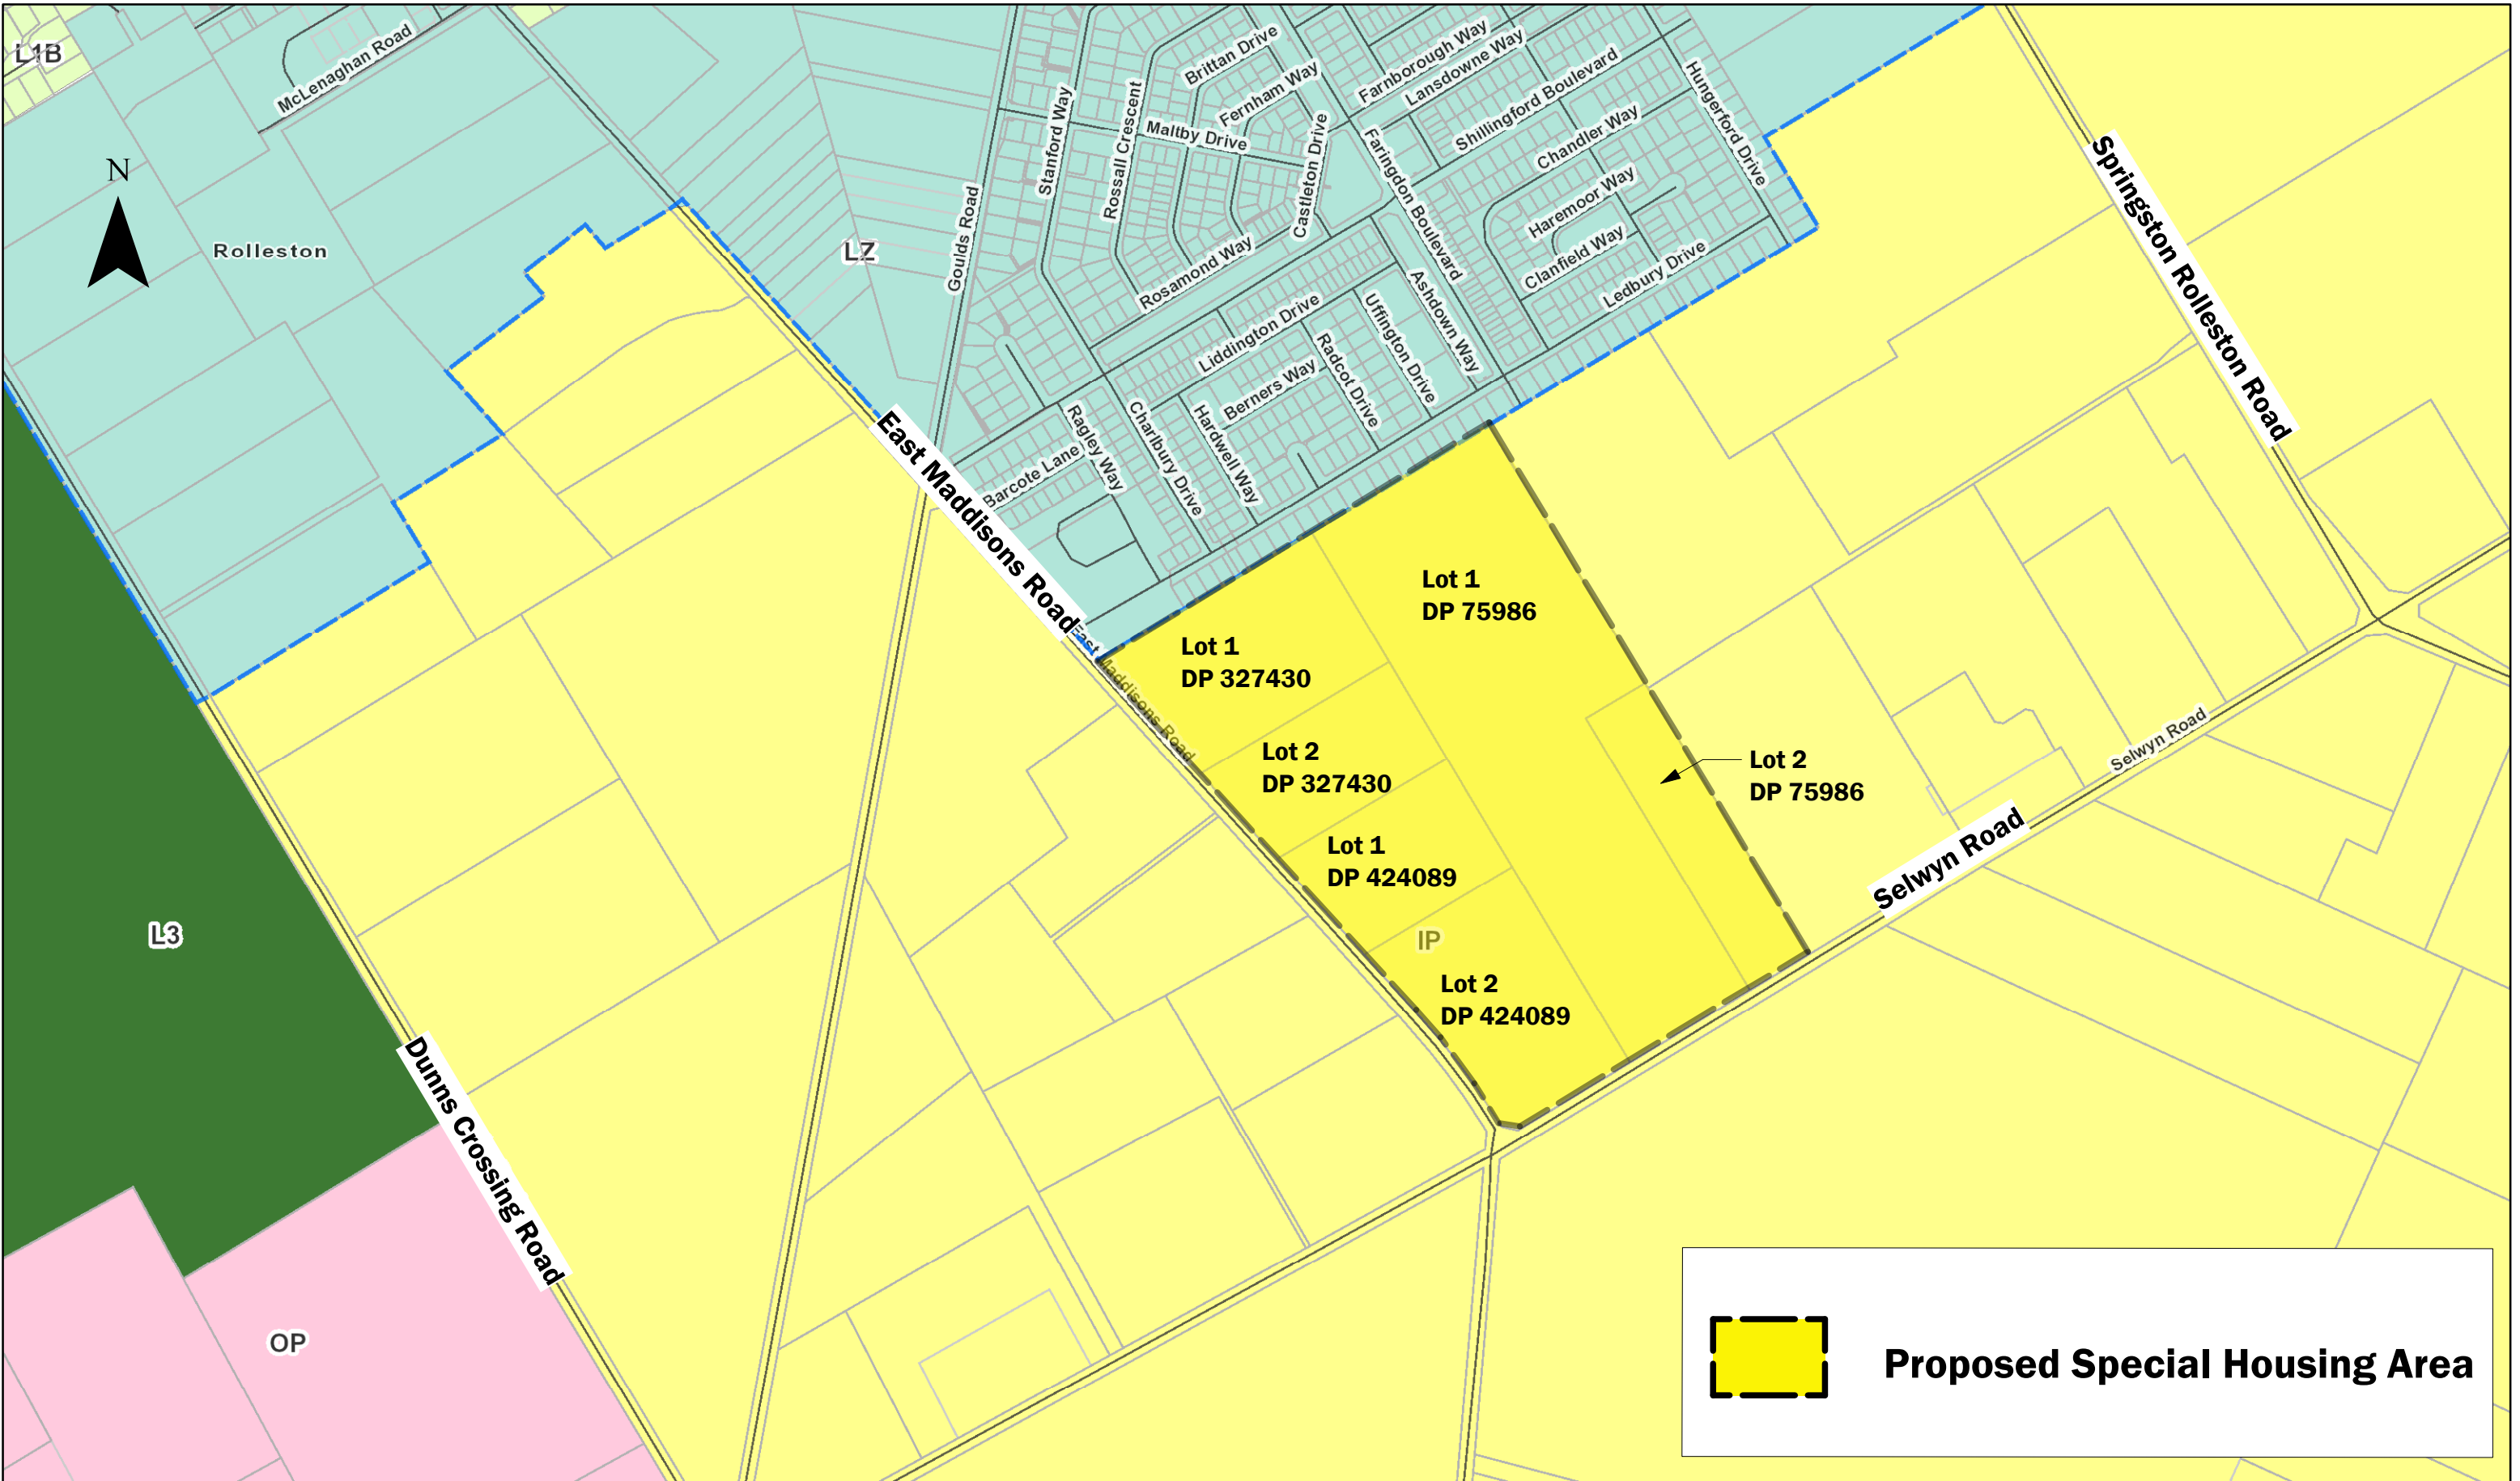 L1B
McLenaghan Road
N
Rolleston
LZ
Goulds Road
Stanford Way
Rossall Crescent
Brittan Drive
Fernham Way
Maltby Drive
Castleton Drive
Rosamond Way
Farnborough Way
Lansdowne Way
Shillingford Boulevard
Chandler Way
Haremoor Way
Clanfield Way
Ledbury Drive
Hungerford Drive
Faringdon Boulevard
Ashdown Way
Uffington Drive
Radcot Drive
Liddington Drive
Berners Way
Hardwell Way
Charlbury Drive
Ragley Way
Barcote Lane
Springston Rolleston Road
East Maddisons Road
East Maddisons Road
Lot 1
DP 75986
Lot 1
DP 327430
Lot 2
DP 327430
Lot 2
DP 75986
Lot 1
DP 424089
IP
Lot 2
DP 424089
Selwyn Road
Selwyn Road
L3
Dunns Crossing Road
OP
Proposed Special Housing Area